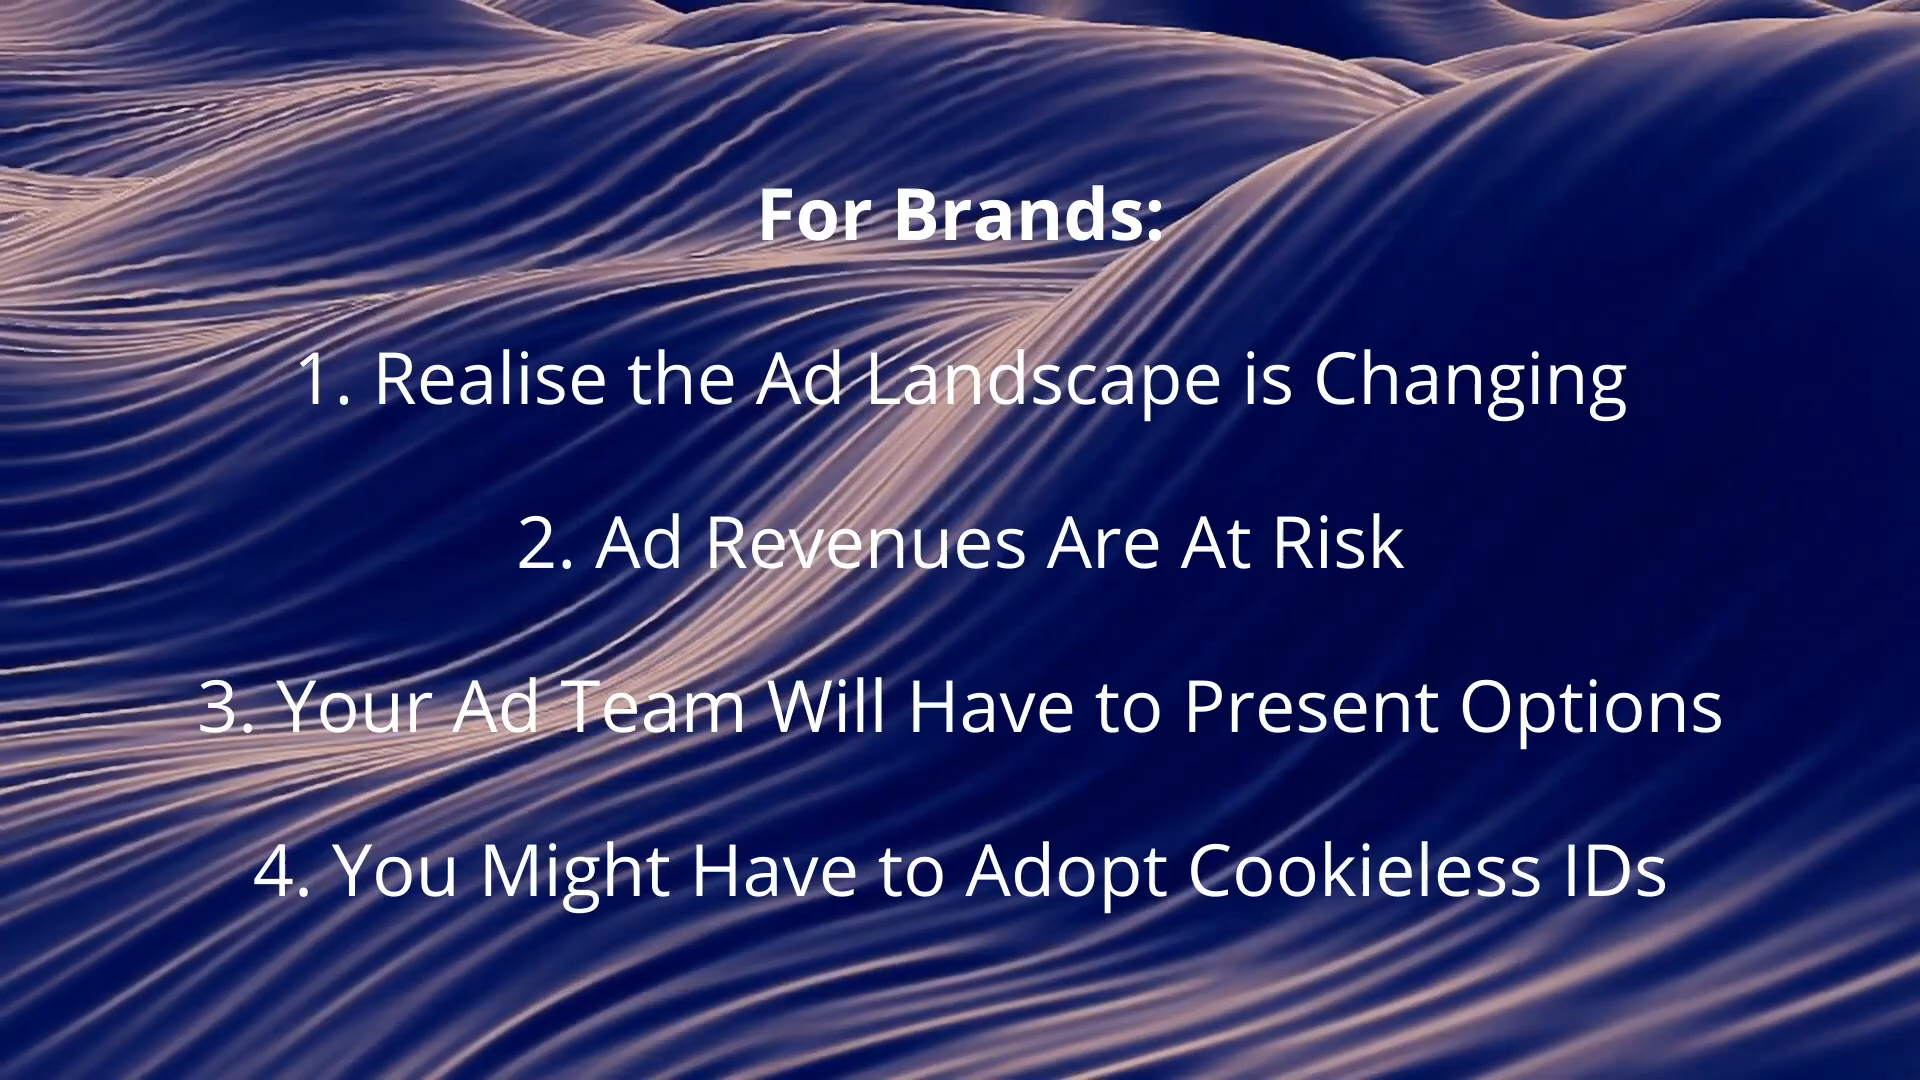 For Brands:
1. Realise the Ad Landscape is Changing
2. Ad Revenues Are At Risk
3. Your Ad Team Will Have to Present Options
4. You Might Have to Adopt Cookieless IDs